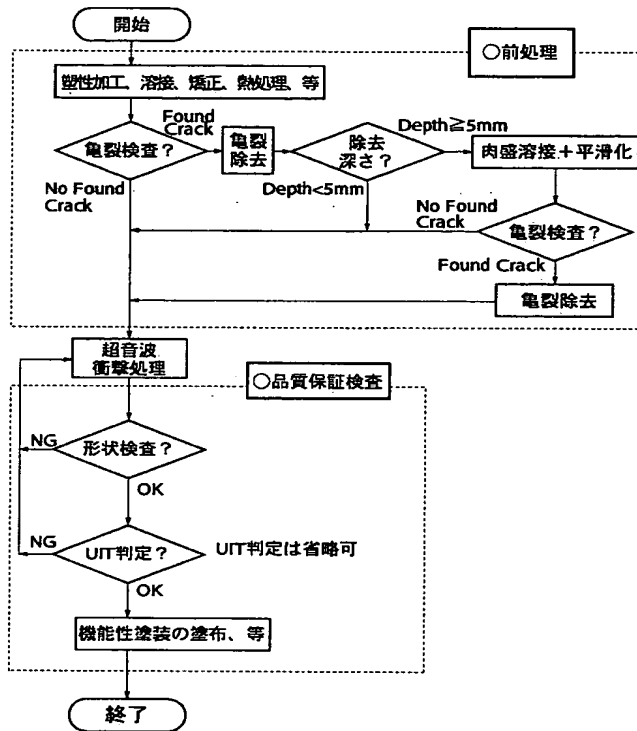 開始
○前処理
塑性加工、溶接、矯正、熱処理、等
Found
Crack
Depth≧5mm
亀裂検査？
亀裂
除去
除去
深さ？
肉盛溶接＋平滑化
No Found
Crack
Depth<5mm
No Found
Crack
亀裂検査？
Found Crack
亀裂除去
超音波
衝撃処理
○品質保証検査
NG
形状検査？
OK
NG
UIT判定？
UIT判定は省略可
OK
機能性塗装の塗布、等
終了